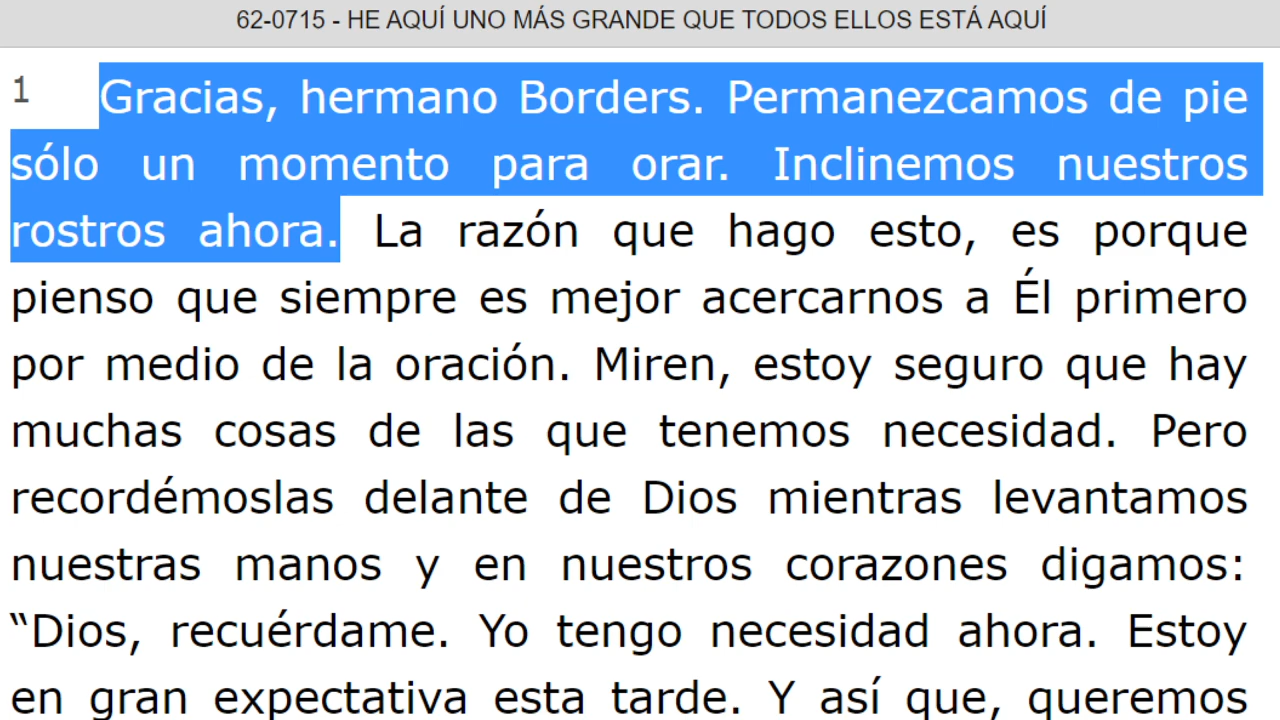 62-0715 - HE AQUÍ UNO MÁS GRANDE QUE TODOS ELLOS ESTÁ AQUÍ
1 Gracias, hermano Borders. Permanezcamos de pie
sólo un momento para orar. Inclinemos nuestros
rostros ahora. La razón que hago esto, es porque
pienso que siempre es mejor acercarnos a Él primero
por medio de la oración. Miren, estoy seguro que hay
muchas cosas de las que tenemos necesidad. Pero
recordémoslas delante de Dios mientras levantamos
nuestras manos y en nuestros corazones digamos:
“Dios, recuérdame. Yo tengo necesidad ahora. Estoy
en gran expectativa esta tarde. Y así que, queremos